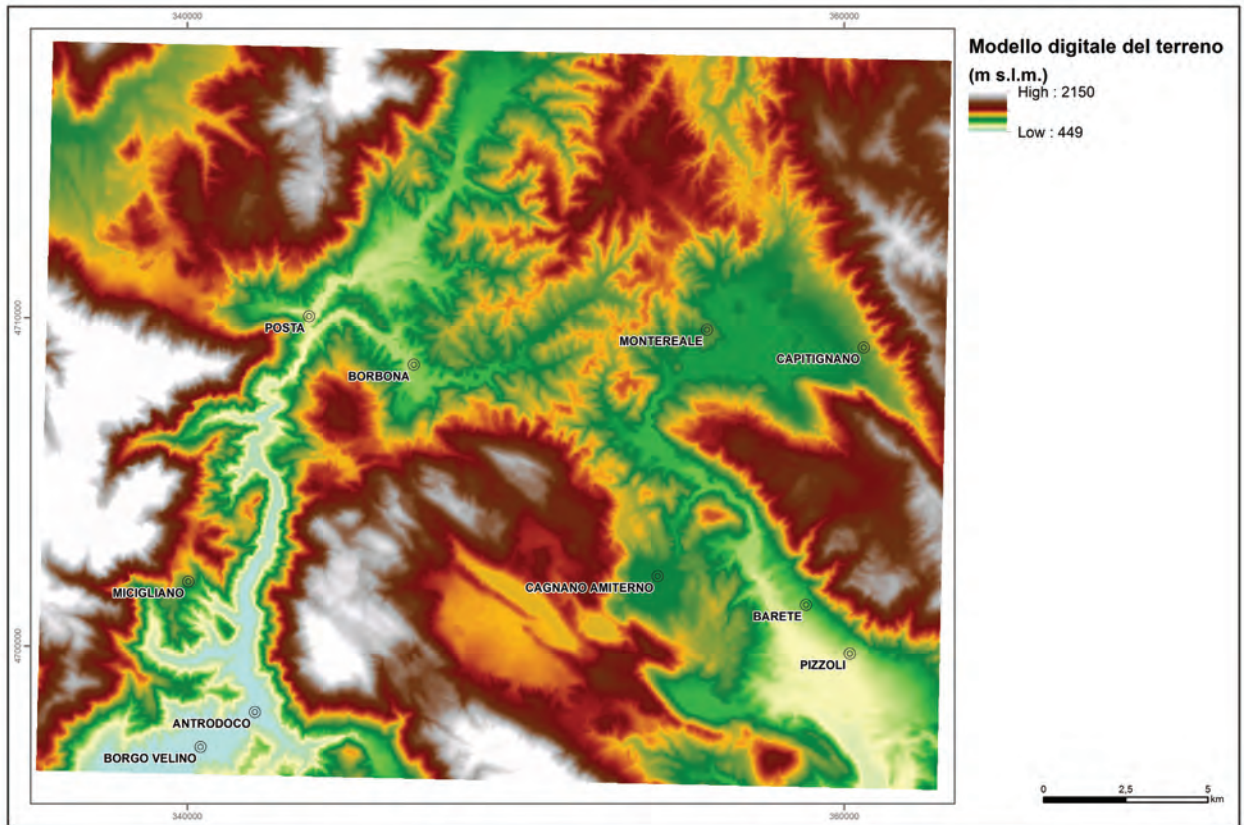 340000
360000
Modello digitale del terreno
(m s.l.m.)
High : 2150
Low : 449
4710000
POSTA
MONTEREALE
CAPITIGNANO
BORBONA
MICIGLIANO
CAGNANO AMITERNO
BARETE
4700000
PIZZOLI
ANTRODOCO
BORGO VELINO
0
2,5
5
km
340000
360000